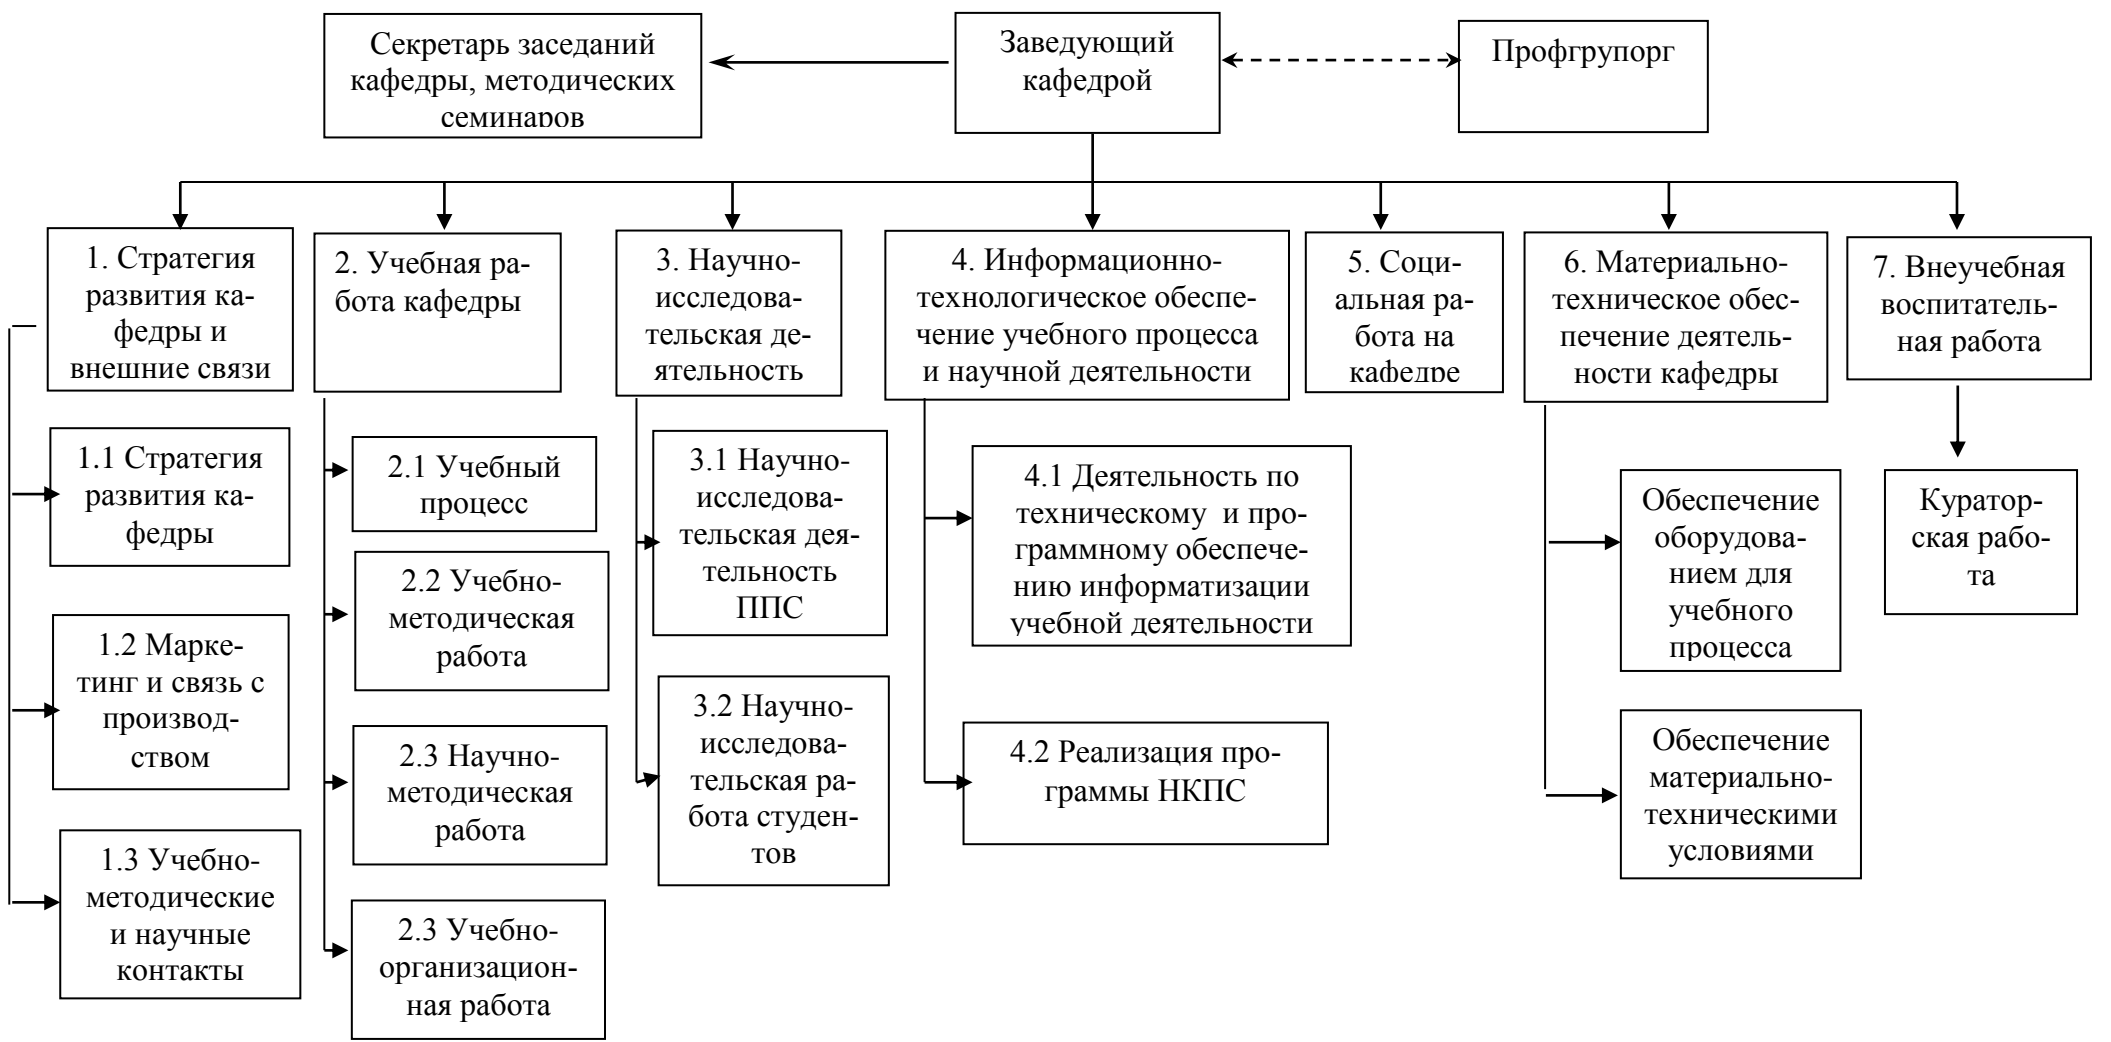 Секретарь заседаний
кафедры, методических
семинаров
Заведующий
кафедрой
Профгрупорг
1. Стратегия
развития ка-
федры и
внешние связи
2. Учебная ра-
бота кафедры
3. Научно-
исследова-
тельская де-
ятельность
4. Информационно-
технологическое обеспе-
чение учебного процесса
и научной деятельности
5. Соци-
альная ра-
бота на
кафедре
6. Материально-
техническое обес-
печение деятель-
ности кафедры
7. Внеучебная
воспитатель-
ная работа
1.1 Стратегия
развития ка-
федры
1.2 Марке-
тинг и связь с
производ-
ством
1.3 Учебно-
методические
и научные
контакты
2.1 Учебный
процесс
2.2 Учебно-
методическая
работа
2.3 Научно-
методическая
работа
2.3 Учебно-
организацион-
ная работа
3.1 Научно-
исследова-
тельская дея-
тельность
ППС
3.2 Научно-
исследова-
тельская ра-
бота студен-
тов
4.1 Деятельность по
техническому и про-
граммному обеспече-
нию информатизации
учебной деятельности
4.2 Реализация про-
граммы НКПС
Обеспечение
оборудова-
нием для
учебного
процесса
Обеспечение
материально-
техническими
условиями
Куратор-
ская рабо-
та